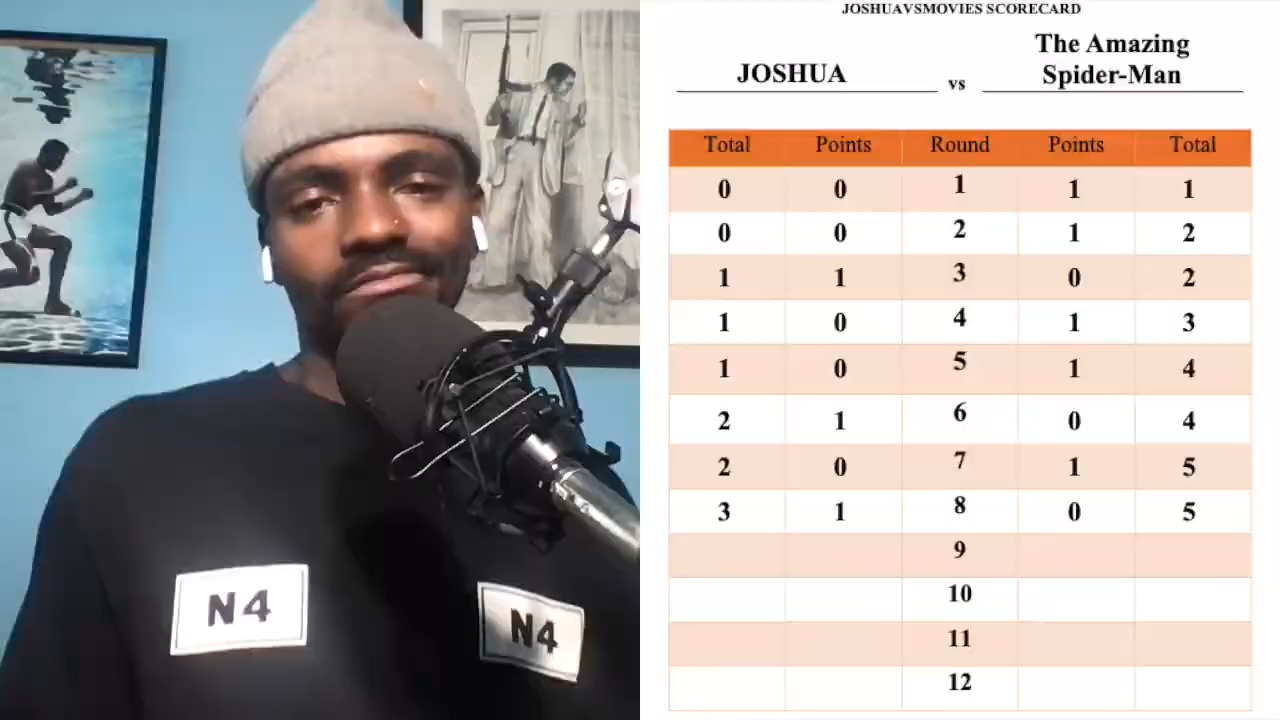 JOSHUAVSMOVIES SCORECARD
JOSHUA vs The Amazing
Spider-Man
Total Points Round Points Total
0 0 1 1 1
0 0 2 1 2
1 1 3 0 2
1 0 4 1 3
1 0 5 1 4
2 1 6 0 4
2 0 7 1 5
3 1 8 0 5
9
10
11
12
N4
N4